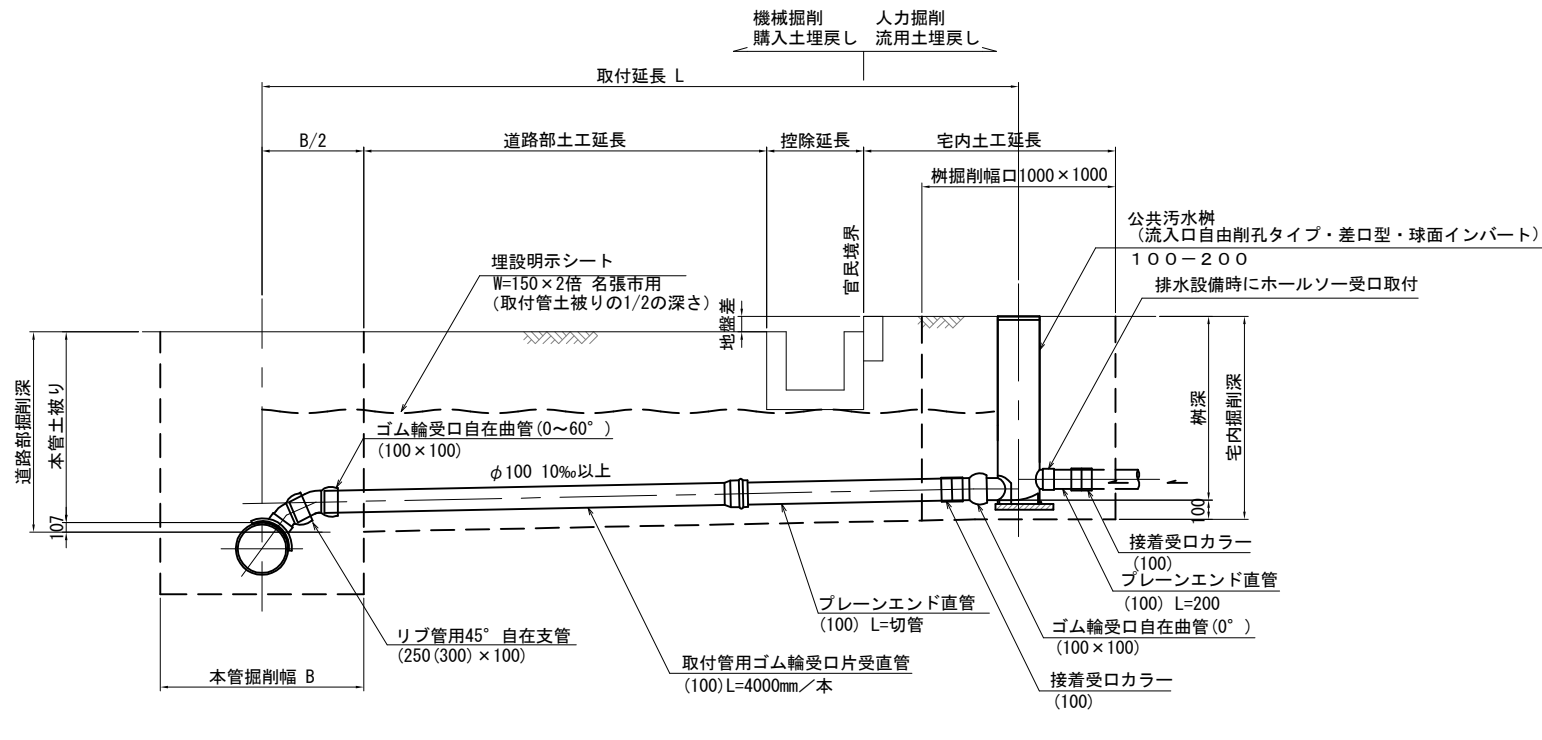 機械掘削 人力掘削
購入土埋戻し 流用土埋戻し
取付延長 L
B/2
道路部土工延長
控除延長
宅内土工延長
桝掘削幅口1000×1000
公共汚水桝
(流入口自由削孔タイプ・差口型・球面インバート)
100-200
排水設備時にホールソー受口取付
官民境界
埋設明示シート
W=150×2倍 名張市用
(取付管土被りの1/2の深さ)
地盤差
道路部掘削深
本管土被り
107
桝深
宅内掘削深
100
ゴム輪受口自在曲管(0~60°)
(100×100)
φ100 10‰以上
接着受口カラー
(100)
プレーンエンド直管
(100) L=200
プレーンエンド直管
(100) L=切管
ゴム輪受口自在曲管(0°)
(100×100)
リブ管用45° 自在支管
(250(300)×100)
取付管用ゴム輪受口片受直管
(100)L=4000mm/本
接着受口カラー
(100)
本管掘削幅 B